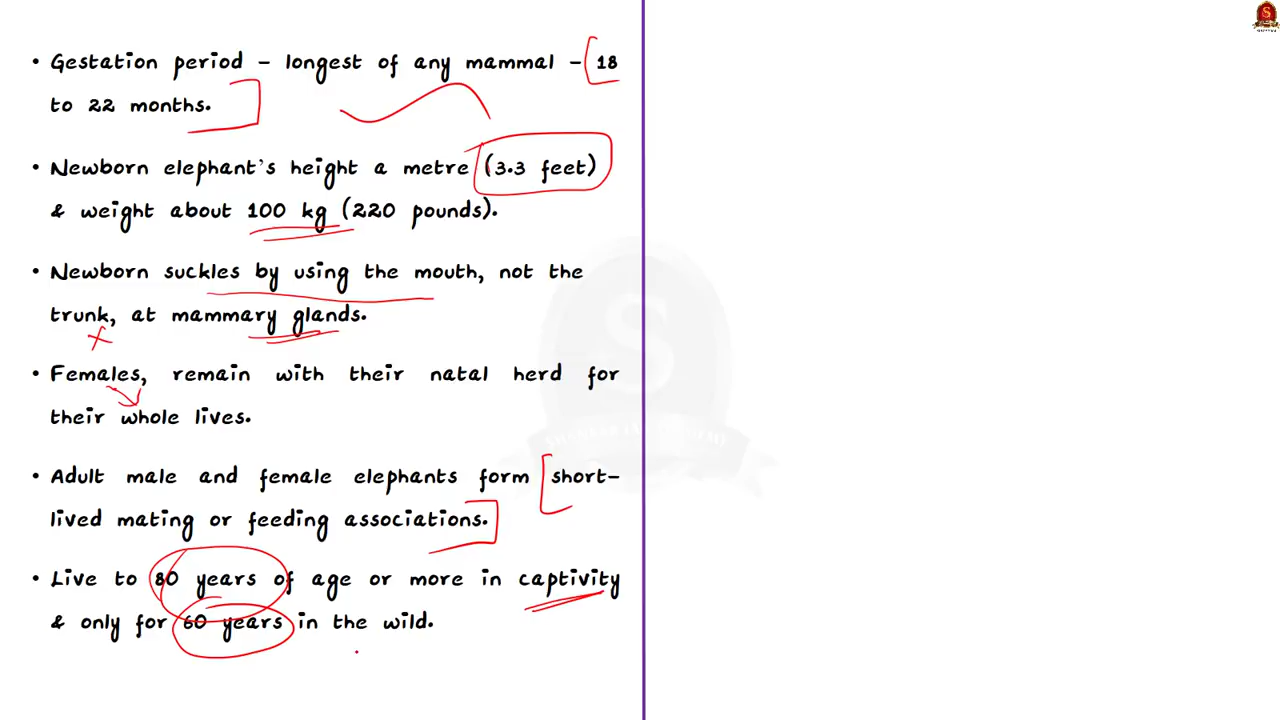 • Gestation period – longest of any mammal – 18
to 22 months.
• Newborn elephant's height a metre (3.3 feet)
& weight about 100 kg (220 pounds).
• Newborn suckles by using the mouth, not the
trunk, at mammary glands.
• Females, remain with their natal herd for
their whole lives.
• Adult male and female elephants form short-
lived mating or feeding associations.
• Live to 80 years of age or more in captivity
& only for 60 years in the wild.